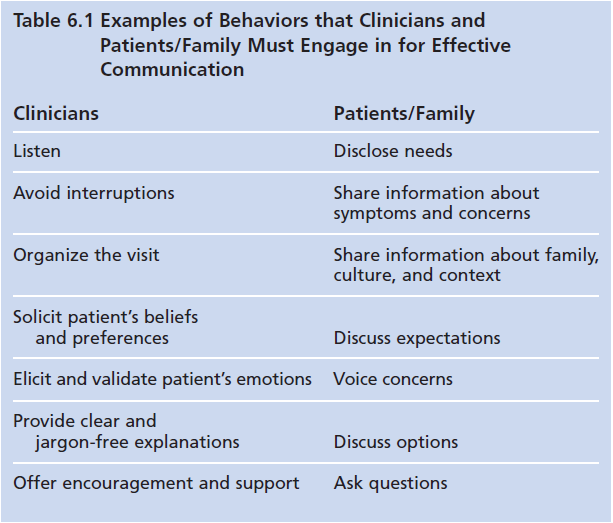 Table 6.1 Examples of Behaviors that Clinicians and
Patients/Family Must Engage in for Effective
Communication
Clinicians Patients/Family
Listen Disclose needs
Avoid interruptions Share information about
symptoms and concerns
Organize the visit Share information about family,
culture, and context
Solicit patient's beliefs
and preferences Discuss expectations
Elicit and validate patient's emotions Voice concerns
Provide clear and
jargon-free explanations Discuss options
Offer encouragement and support Ask questions